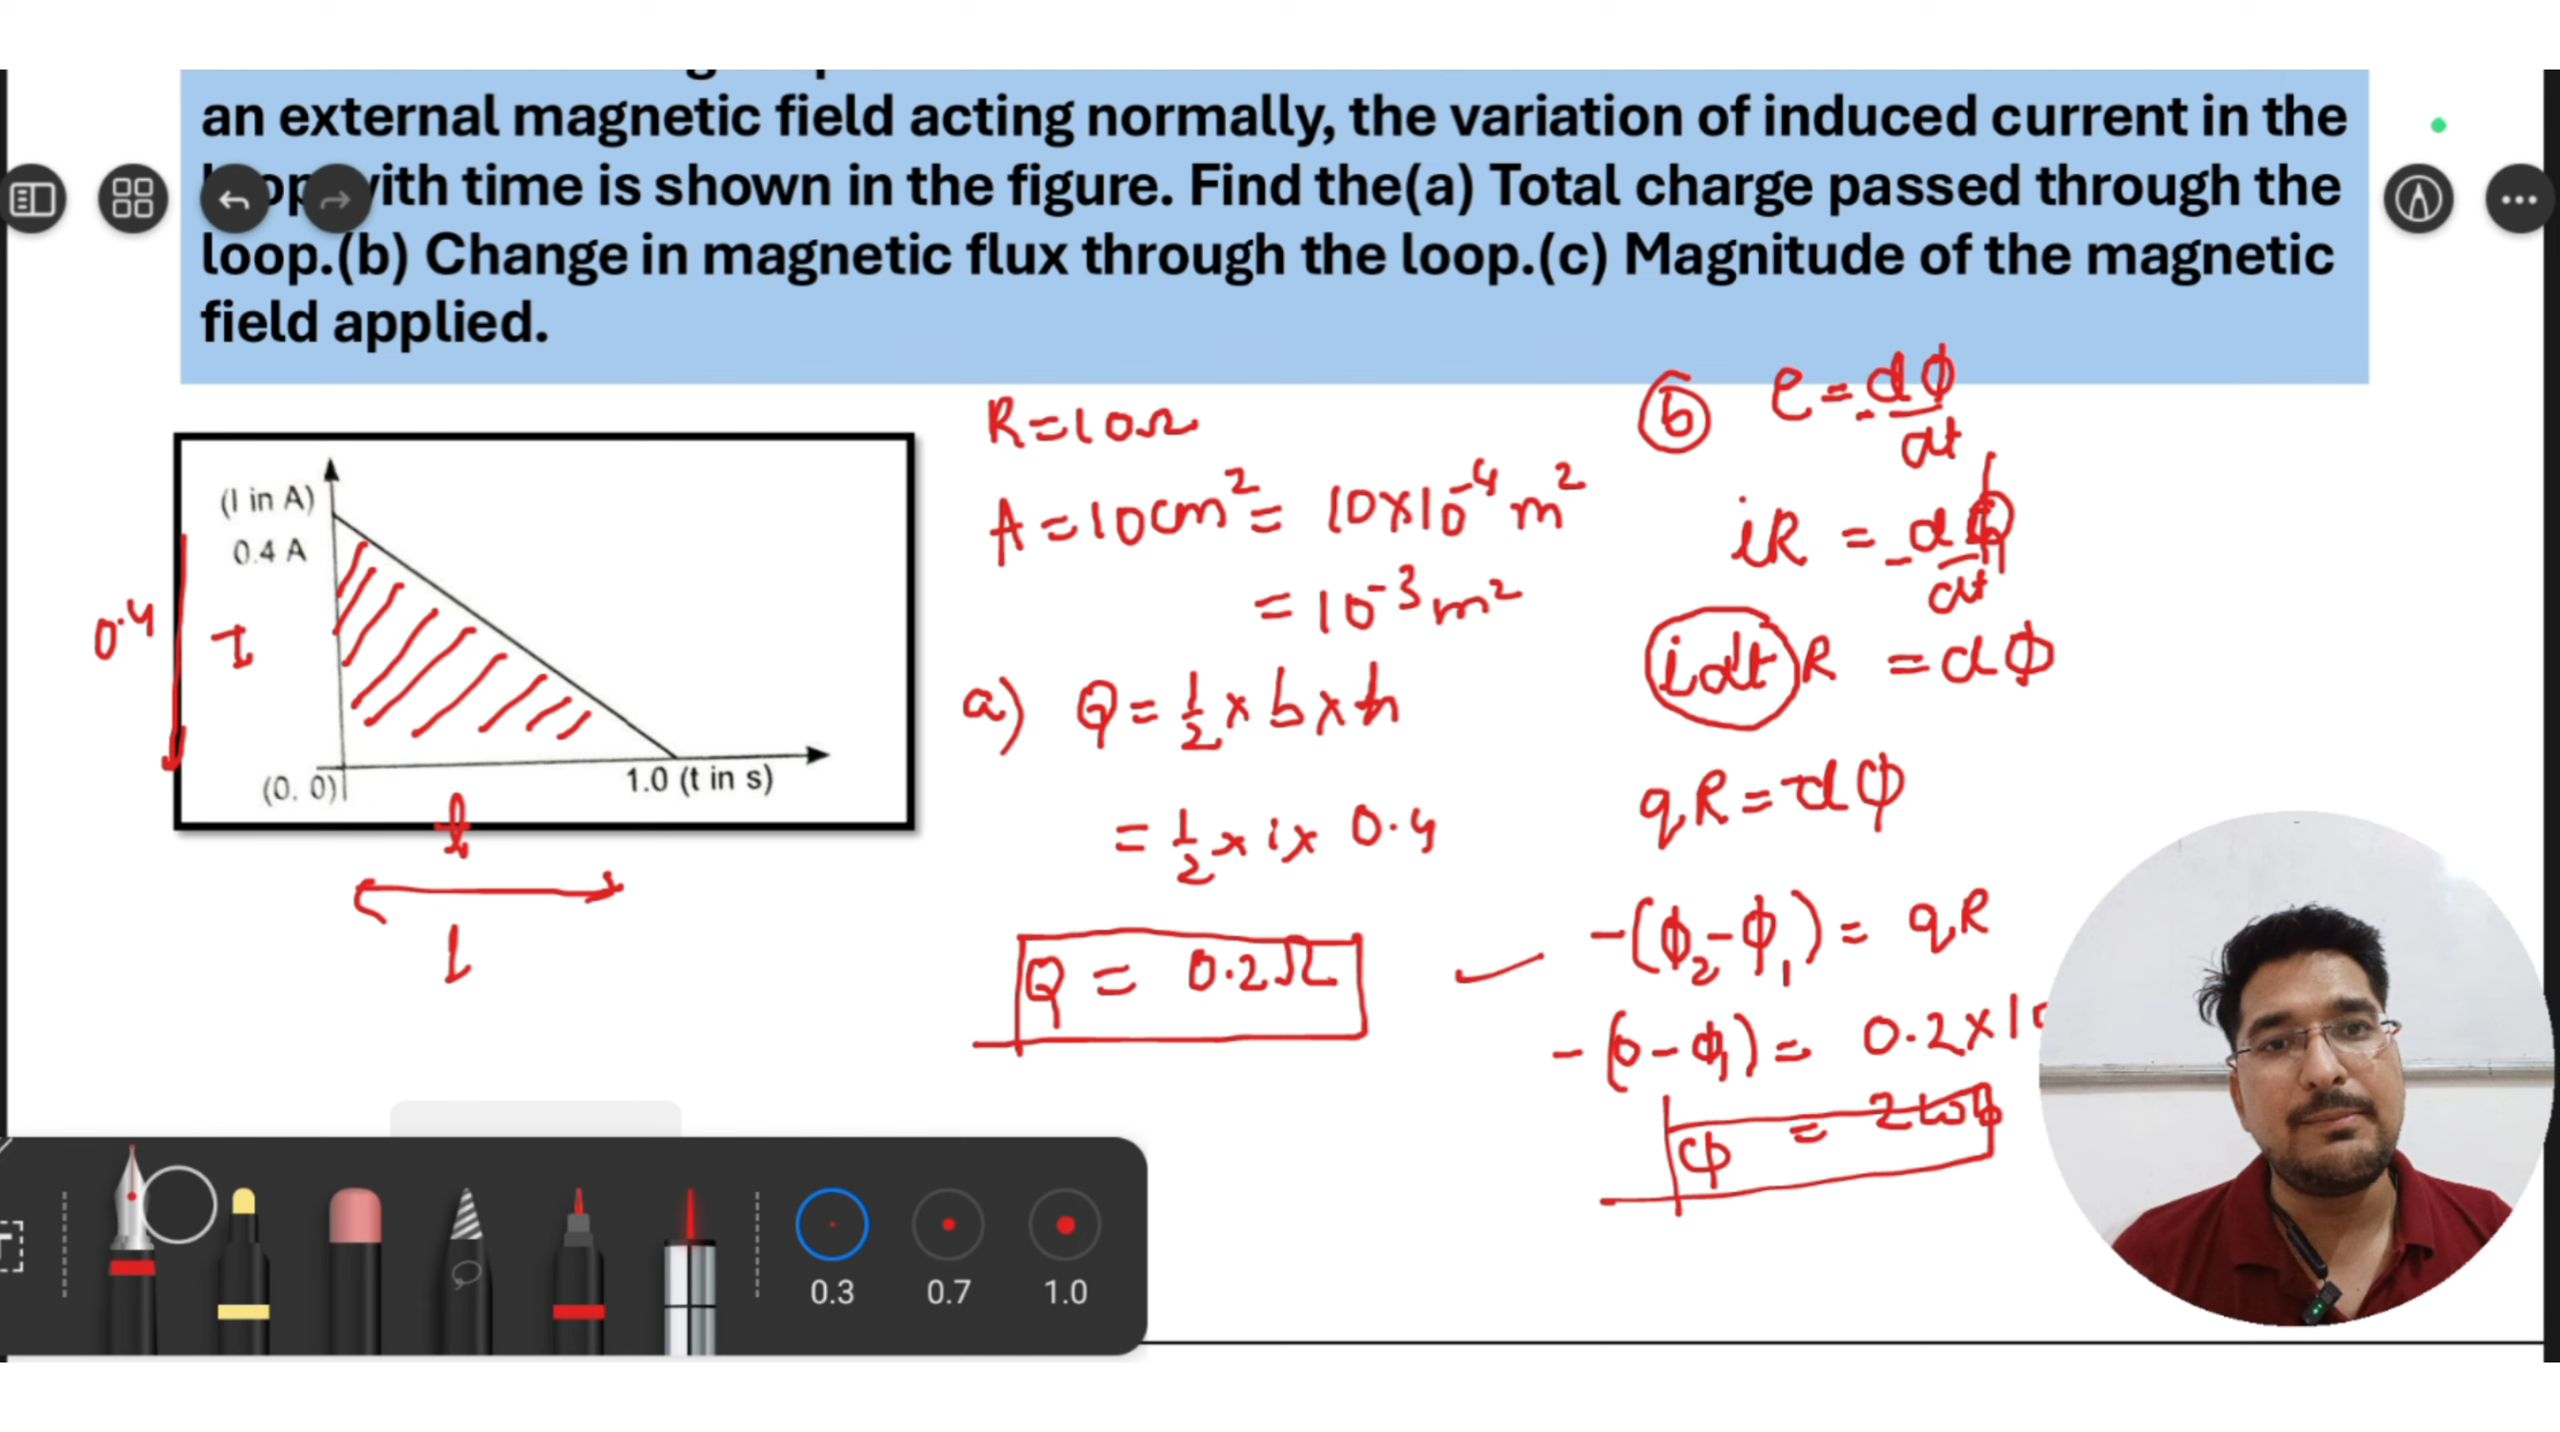 an external magnetic field acting normally, the variation of induced current in the
with time is shown in the figure. Find the(a) Total charge passed through the
loop.(b) Change in magnetic flux through the loop.(c) Magnitude of the magnetic
field applied.
(I in A)
0.4 A
(0, 0)
1.0 (t in s)
0.4
I
t
1
R=10Ω
A=10cm²= 10×10⁻⁴ m²
= 10⁻³ m²
a) Q= 1/2 × b × h
= 1/2 × 1 × 0.4
Q = 0.2Ω
(b) e = -dϕ/dt
iR = -dϕ/dt
idt R = dϕ
qR = -dϕ
-(ϕ₂-ϕ₁) = qR
-(0-ϕ₁) = 0.2×10
ϕ = 2 wb
0.3
0.7
1.0